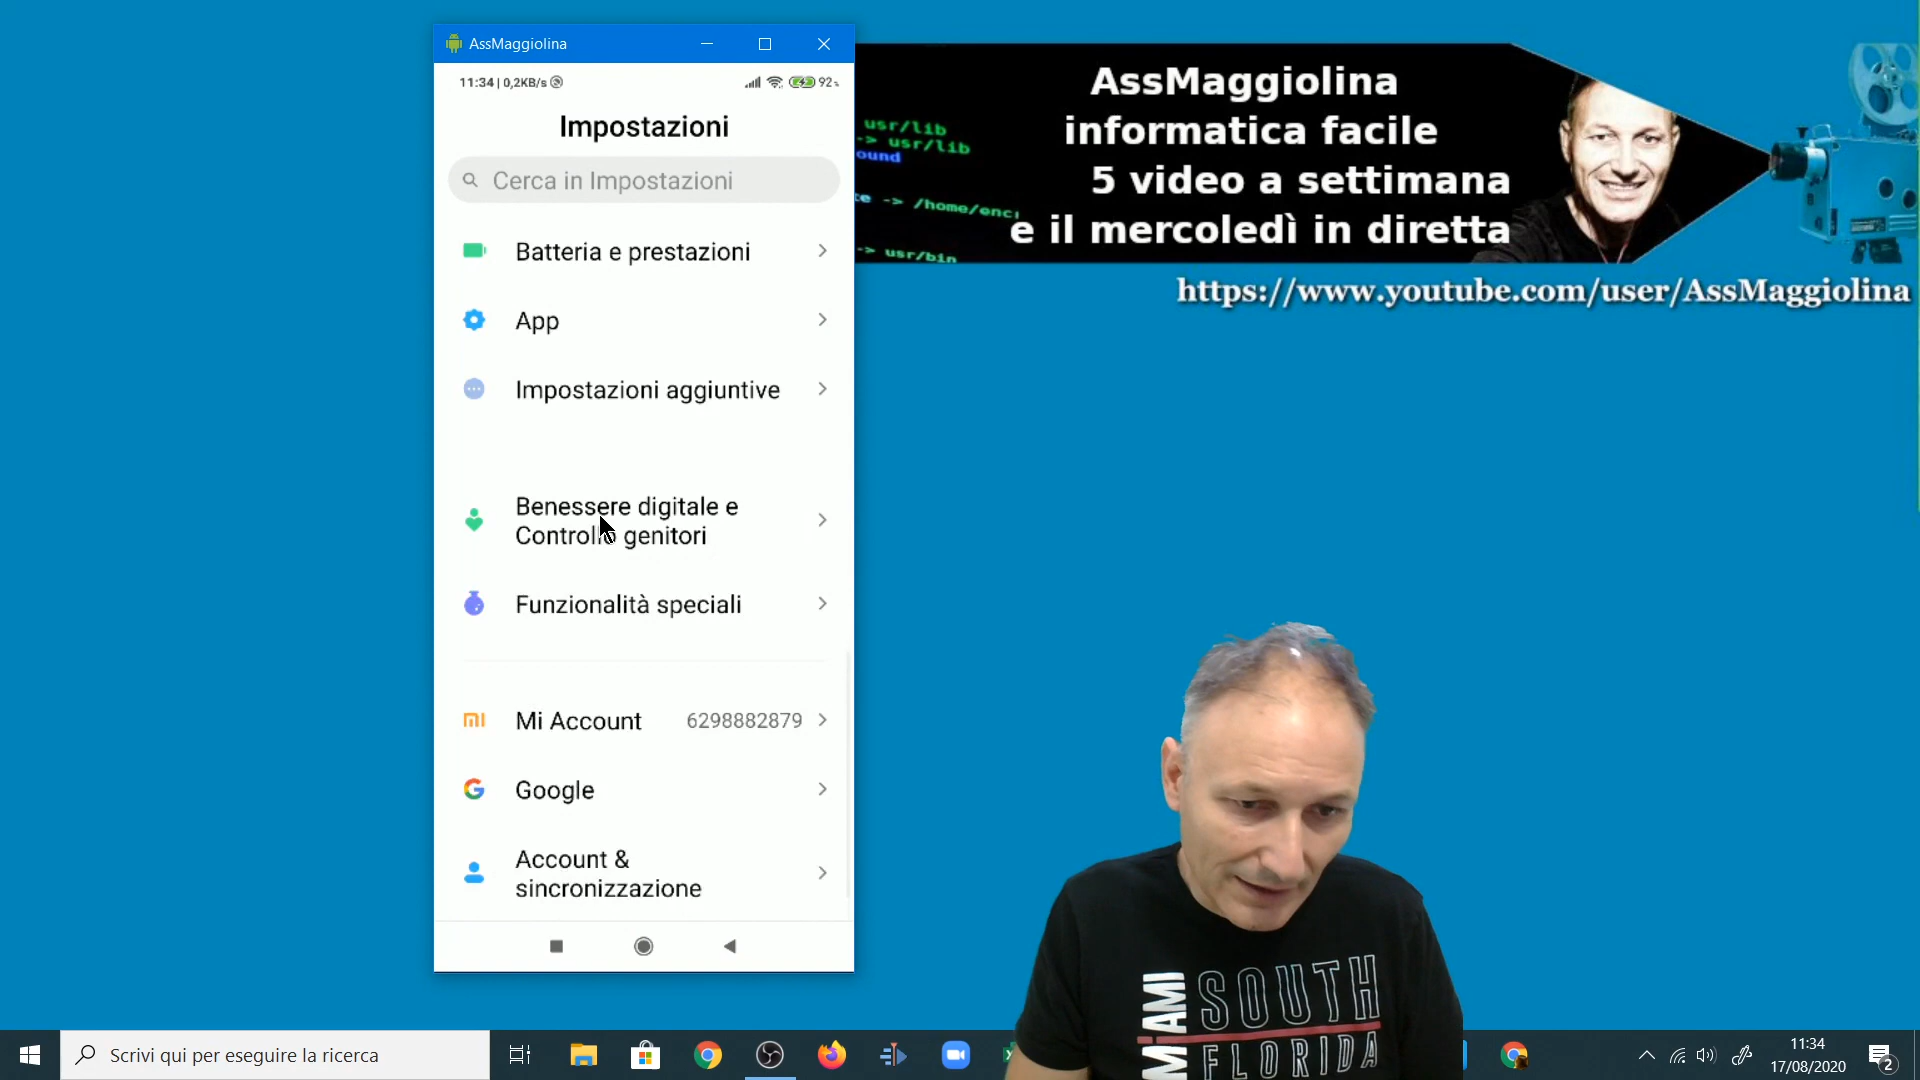 AssMaggiolina
11:34 | 0,2KB/s
92
Impostazioni
Cerca in Impostazioni
Batteria e prestazioni
App
Impostazioni aggiuntive
Benessere digitale e
Controllo genitori
Funzionalità speciali
Mi Account 6298882879
Google
Account &
sincronizzazione
AssMaggiolina
informatica facile
5 video a settimana
e il mercoledì in diretta
usr/lib
-> usr/lib
ound
-> /home/enc
-> usr/bin
https://www.youtube.com/user/AssMaggiolina
MIAMI
SOUTH
FLORIDA
Scrivi qui per eseguire la ricerca
11:34
17/08/2020
2